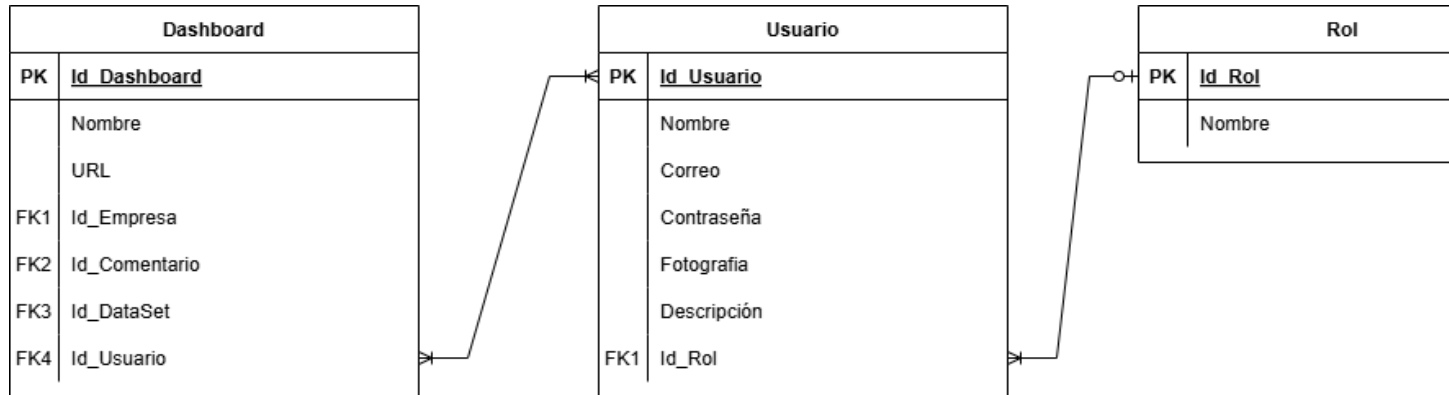 Dashboard
PK Id_Dashboard
Nombre
URL
FK1 Id_Empresa
FK2 Id_Comentario
FK3 Id_DataSet
FK4 Id_Usuario
Usuario
PK Id_Usuario
Nombre
Correo
Contraseña
Fotografia
Descripción
FK1 Id_Rol
Rol
PK Id_Rol
Nombre